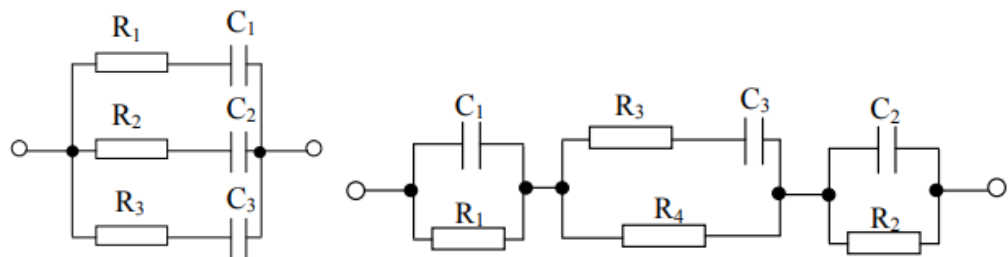 R₁ C₁
R₂ C₂
R₃ C₃
C₁ R₃ C₃ C₂
R₁ R₄ R₂